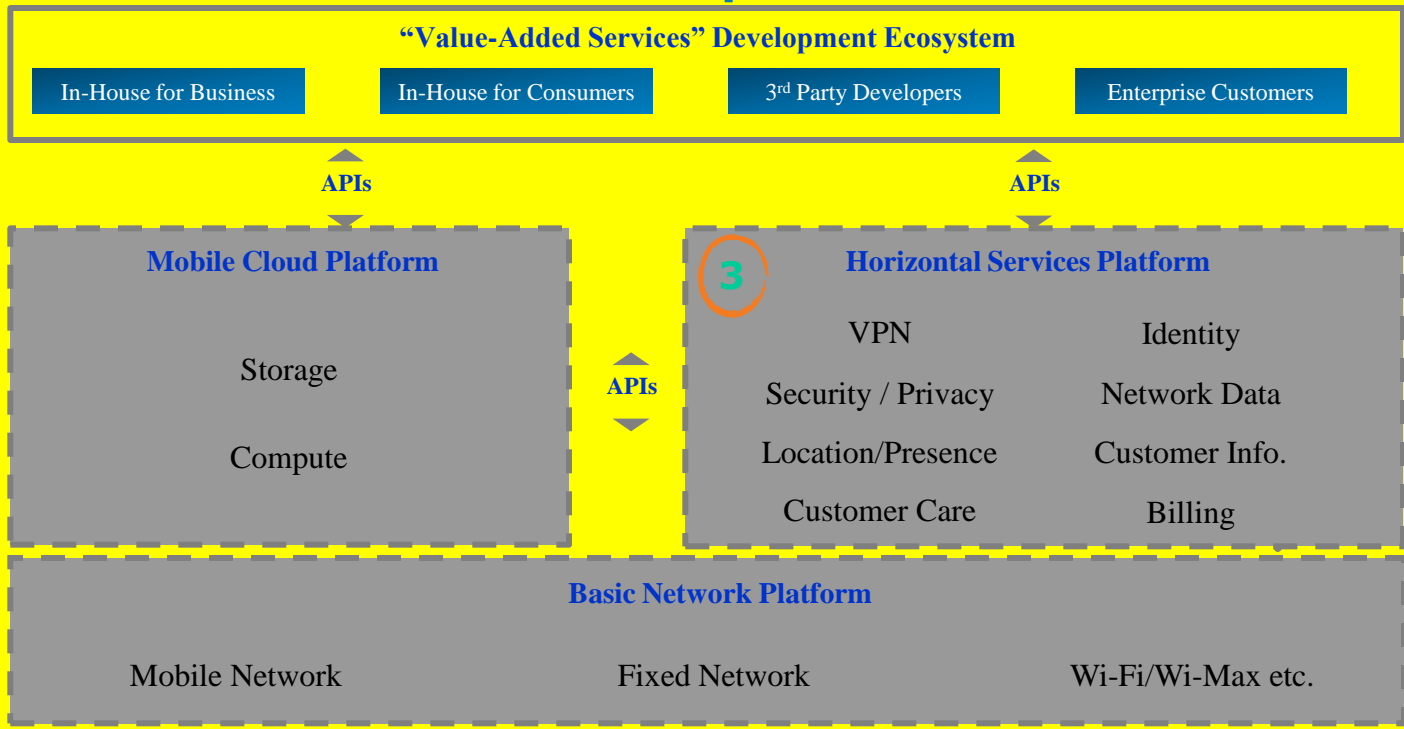 “Value-Added Services” Development Ecosystem
In-House for Business
In-House for Consumers
3rd Party Developers
Enterprise Customers
APIs
APIs
Mobile Cloud Platform
Storage
Compute
APIs
3
Horizontal Services Platform
VPN
Identity
Security / Privacy
Network Data
Location/Presence
Customer Info.
Customer Care
Billing
Basic Network Platform
Mobile Network
Fixed Network
Wi-Fi/Wi-Max etc.